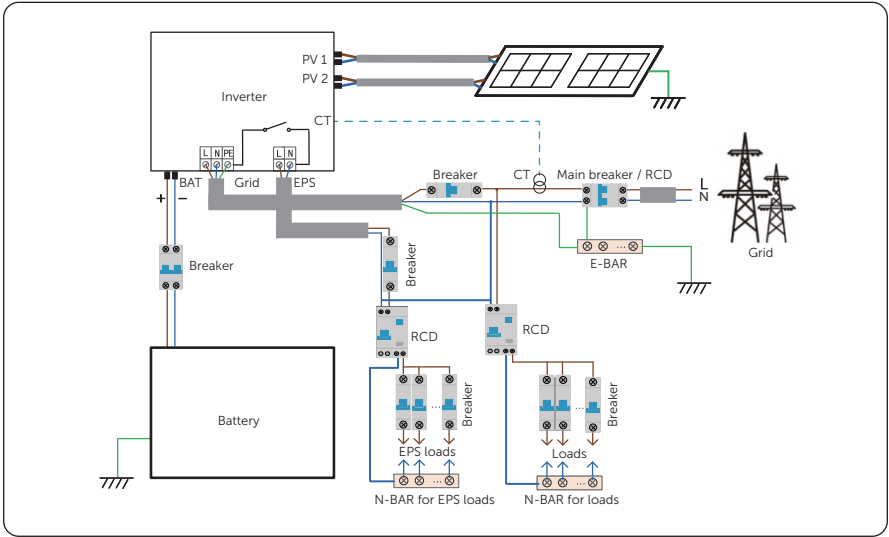 PV 1
PV 2
Inverter
CT
L N PE
L N
BAT
Grid
EPS
+
−
Breaker
CT
Main breaker / RCD
L
N
Grid
E-BAR
...
Breaker
Breaker
RCD
RCD
Battery
...
Breaker
...
Breaker
EPS loads
Loads
...
...
N-BAR for EPS loads
N-BAR for loads